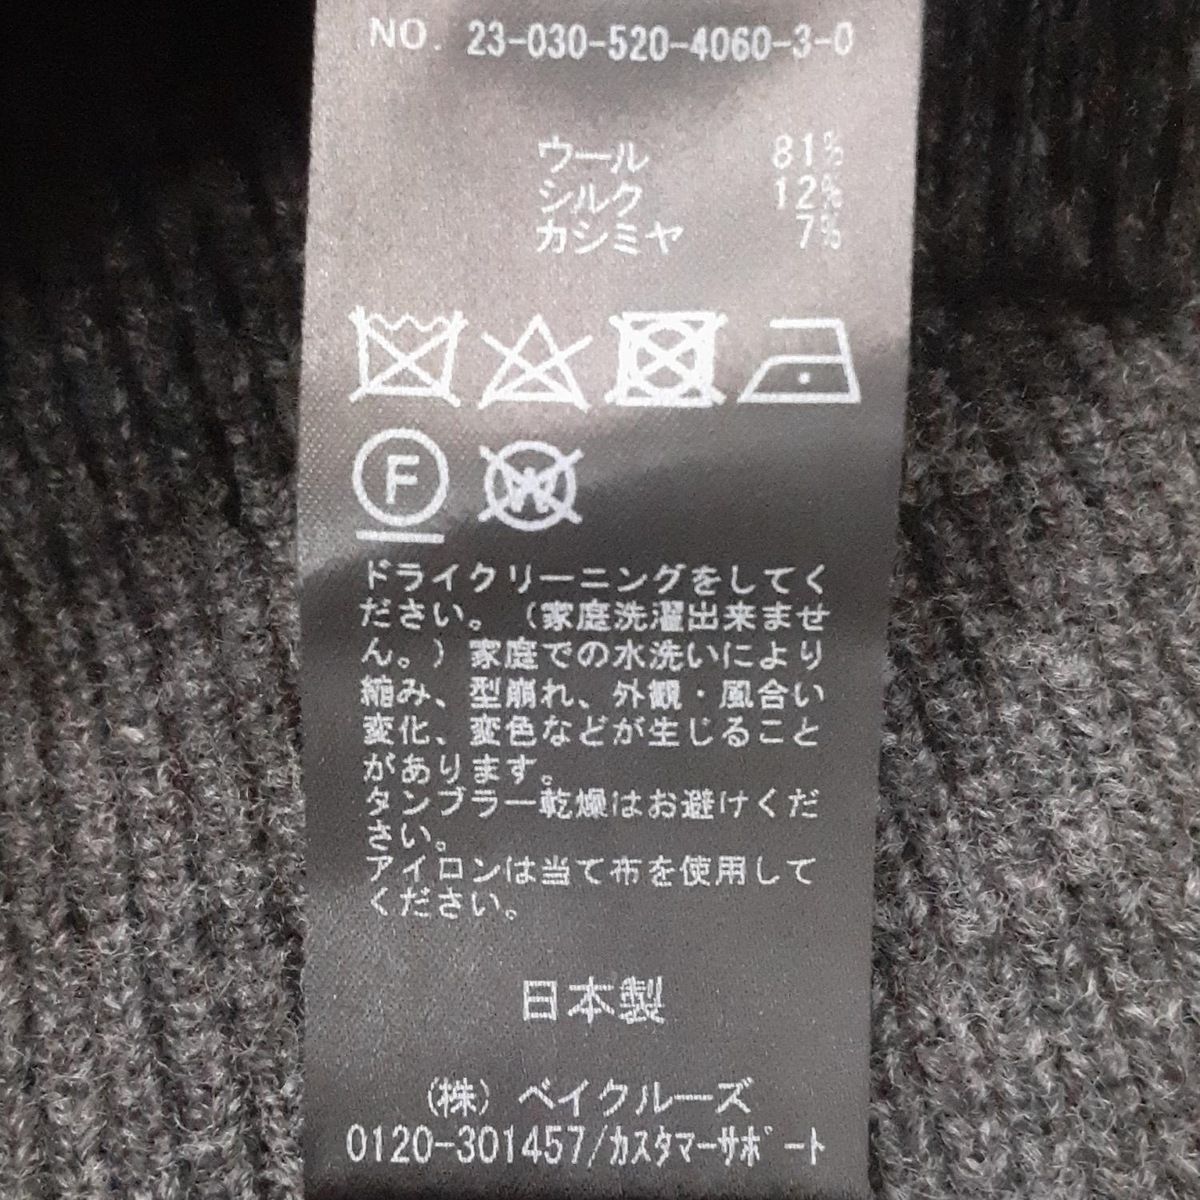 NO. 23-030-520-4060-3-0
ウール 81%
シルク 12%
カシミヤ 7%
F W
ドライクリーニングをしてく
ださい。（家庭洗濯出来ませ
ん。）家庭での水洗いにより
縮み、型崩れ、外観・風合い
変化、変色などが生じること
があります。
タンブラー乾燥はお避けくだ
さい。
アイロンは当て布を使用して
ください。
日本製
（株）ベイクルーズ
0120-301457/カスタマーサポート